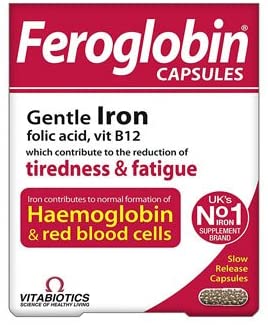 Feroglobin®
CAPSULES
Gentle Iron
folic acid, vit B12
which contribute to the reduction of
tiredness & fatigue
Iron contributes to normal formation of
Haemoglobin
& red blood cells
UK's
No1
IRON
SUPPLEMENT
BRAND
Slow
Release
Capsules
VITABIOTICS
SCIENCE OF HEALTHY LIVING